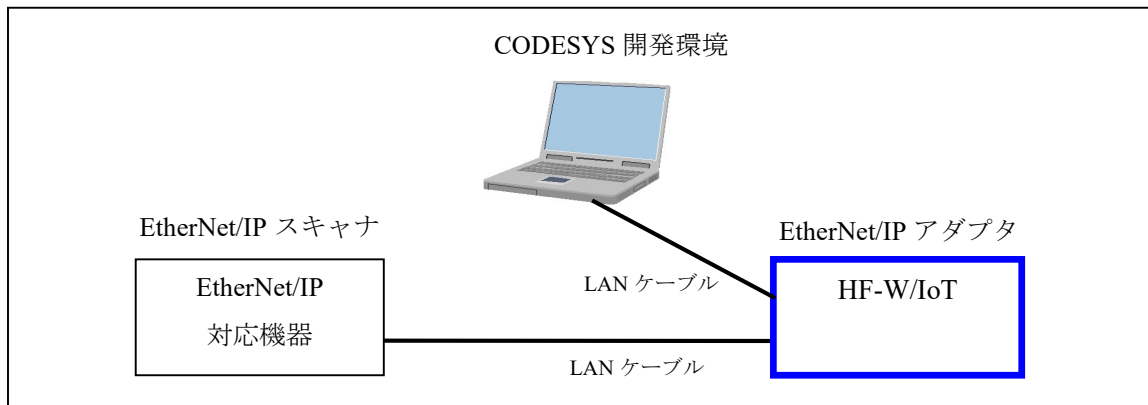 CODESYS 開発環境
EtherNet/IP スキャナ
EtherNet/IP アダプタ
EtherNet/IP
対応機器
LAN ケーブル
HF-W/IoT
LAN ケーブル